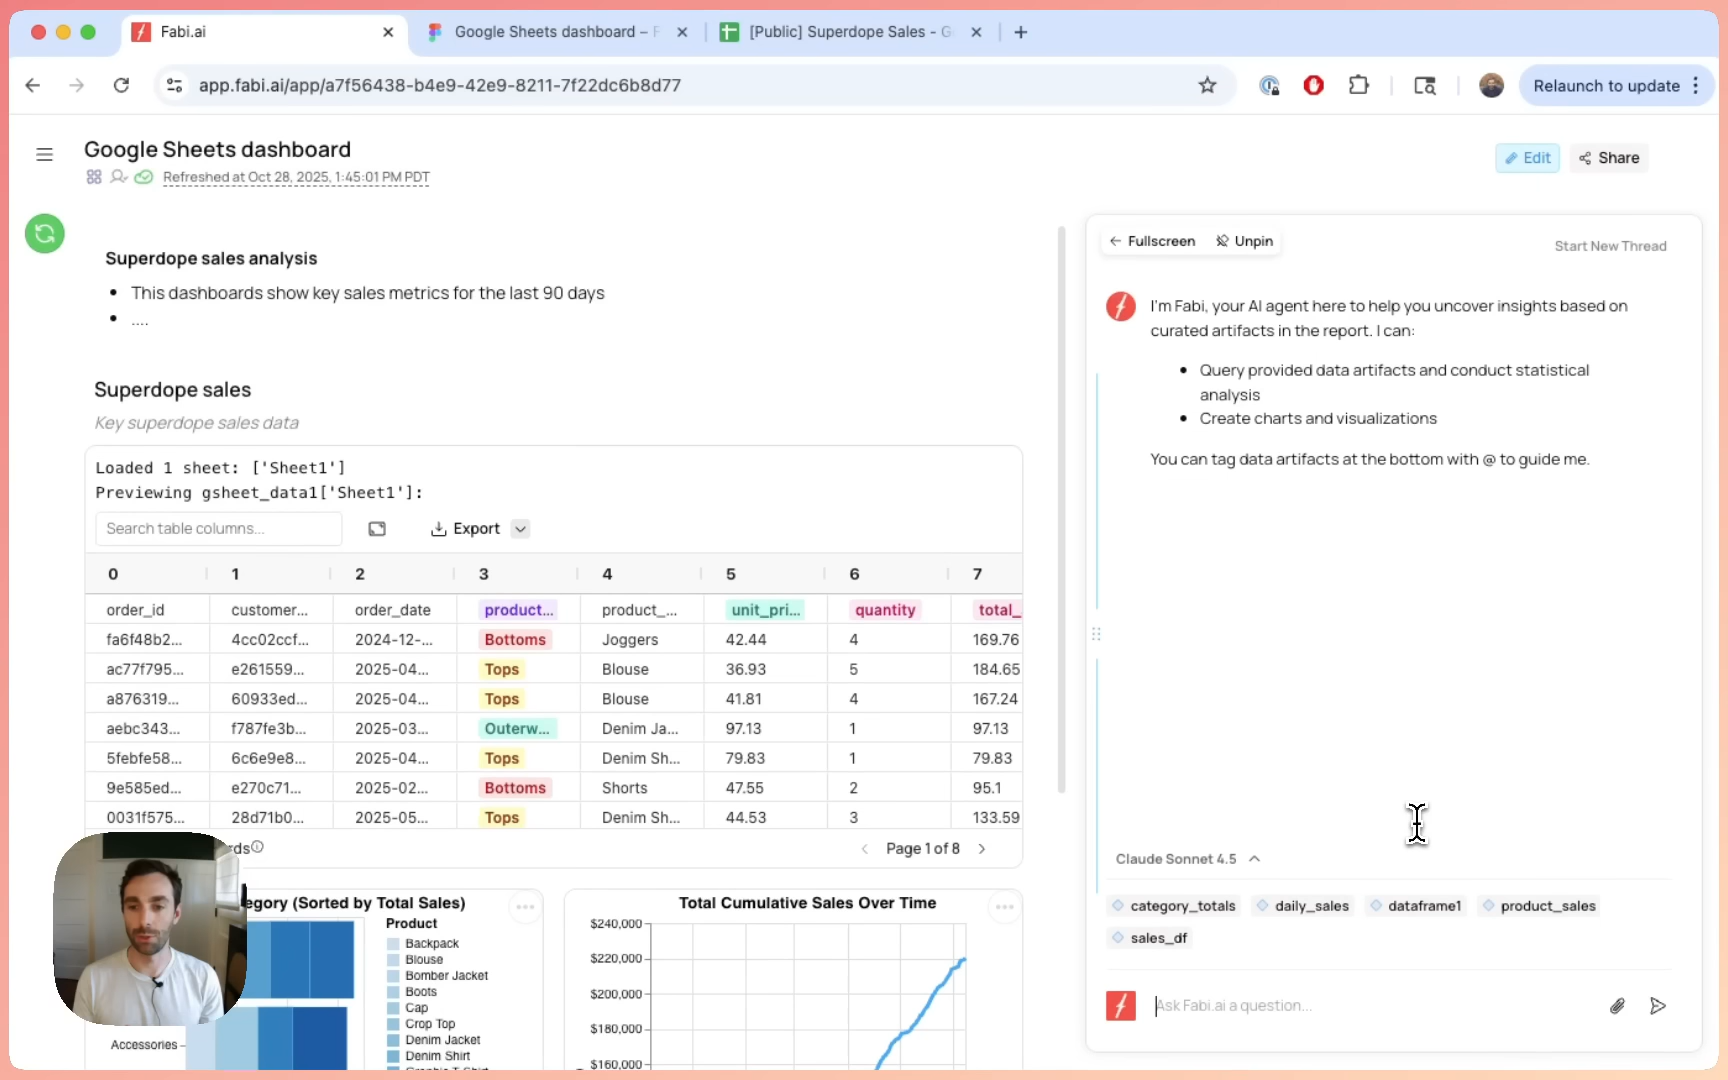 Fabi.ai
Google Sheets dashboard – F
[Public] Superdope Sales - G
app.fabi.ai/app/a7f56438-b4e9-42e9-8211-7f22dc6b8d77
Relaunch to update
Google Sheets dashboard
Refreshed at Oct 28, 2025, 1:45:01 PM PDT
Edit
Share
Superdope sales analysis
• This dashboards show key sales metrics for the last 90 days
• ....
Superdope sales
Key superdope sales data
Loaded 1 sheet: ['Sheet1']
Previewing gsheet_data1['Sheet1']:
Search table columns...
Export
0 1 2 3 4 5 6 7
order_id customer... order_date product... product_... unit_pri... quantity total_
fa6f48b2... 4cc02ccf... 2024-12-... Bottoms Joggers 42.44 4 169.76
ac77f795... e261559... 2025-04... Tops Blouse 36.93 5 184.65
a876319... 60933ed... 2025-04... Tops Blouse 41.81 4 167.24
aebc343... f787fe3b... 2025-03... Outerw... Denim Ja... 97.13 1 97.13
5febfe58... 6c6e9e8... 2025-04... Tops Denim Sh... 79.83 1 79.83
9e585ed... e270c71... 2025-02... Bottoms Shorts 47.55 2 95.1
0031f575... 28d71b0... 2025-05... Tops Denim Sh... 44.53 3 133.59
rds
Page 1 of 8
egory (Sorted by Total Sales)
Product
Backpack
Blouse
Bomber Jacket
Boots
Cap
Crop Top
Denim Jacket
Denim Shirt
Accessories
Total Cumulative Sales Over Time
$240,000
$220,000
$200,000
$180,000
$160,000
Fullscreen
Unpin
Start New Thread
I'm Fabi, your AI agent here to help you uncover insights based on
curated artifacts in the report. I can:
• Query provided data artifacts and conduct statistical
analysis
• Create charts and visualizations
You can tag data artifacts at the bottom with @ to guide me.
Claude Sonnet 4.5
category_totals
daily_sales
dataframe1
product_sales
sales_df
Ask Fabi.ai a question...